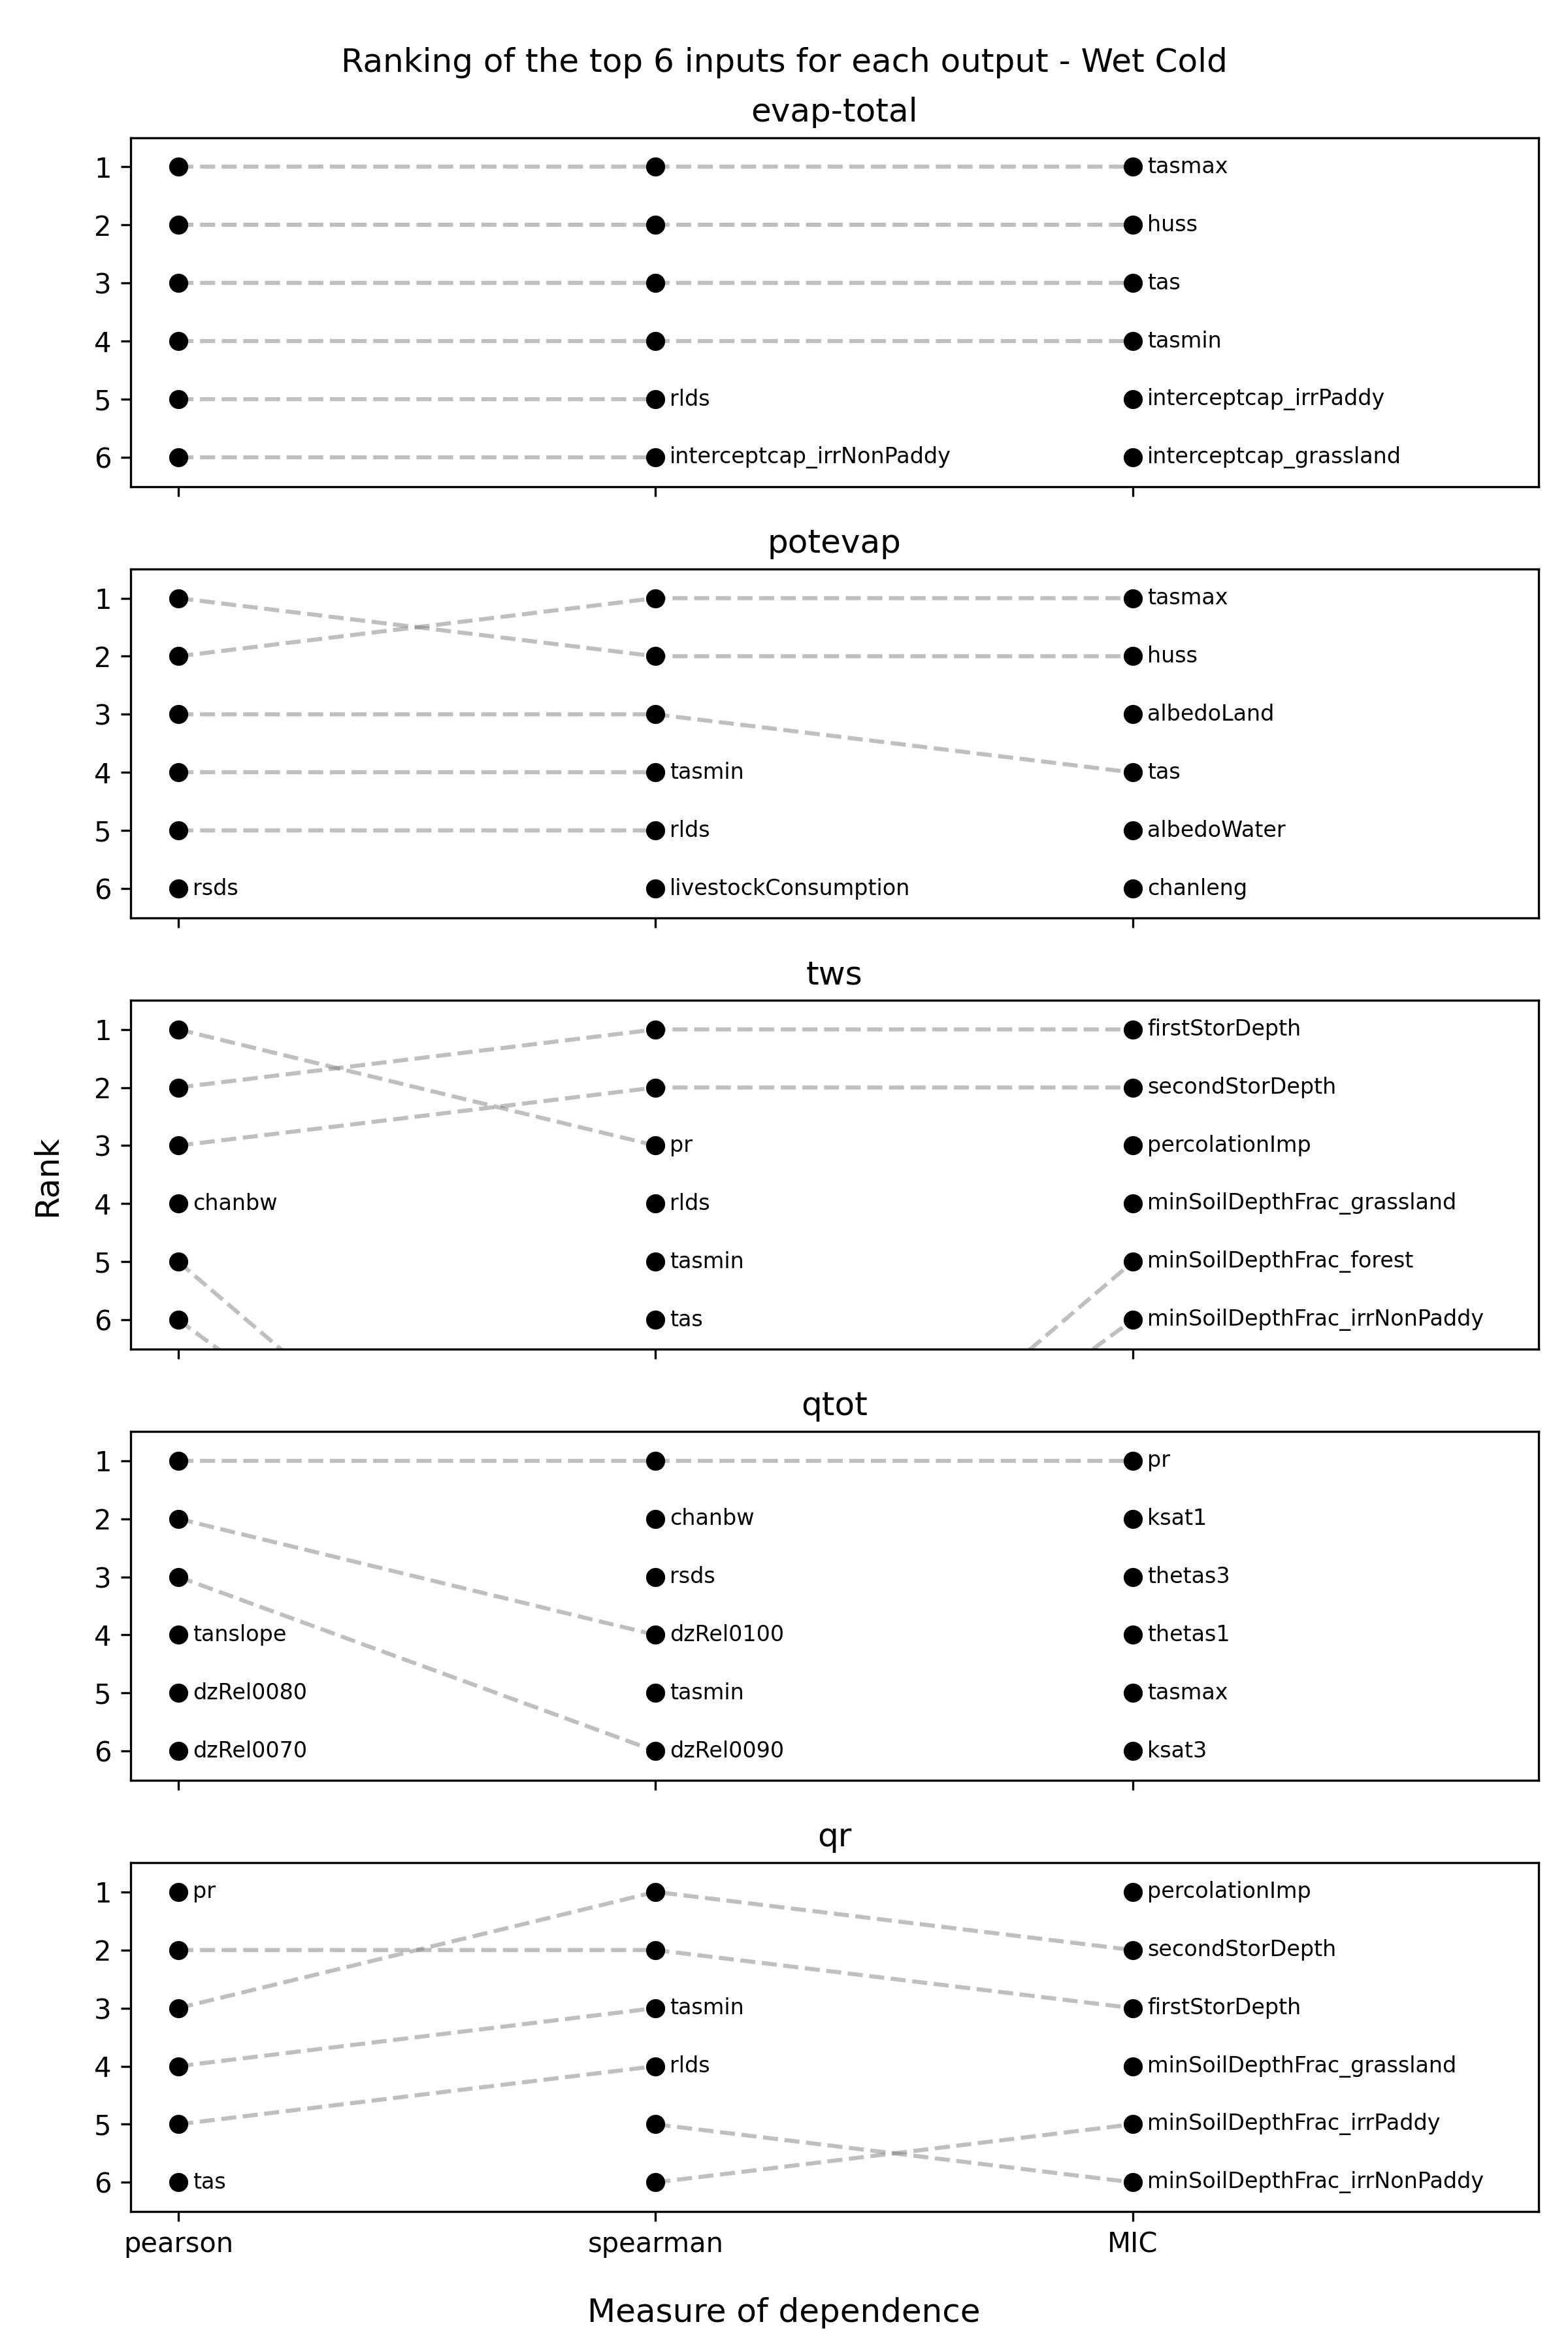 Ranking of the top 6 inputs for each output - Wet Cold
evap-total
1 tasmax
2 huss
3 tas
4 tasmin
5 rlds interceptcap_irrPaddy
6 interceptcap_irrNonPaddy interceptcap_grassland
potevap
1 tasmax
2 huss
3 albedoLand
4 tasmin tas
5 rlds albedoWater
6 rsds livestockConsumption chanleng
tws
1 firstStorDepth
2 secondStorDepth
3 pr percolationImp
Rank
4 chanbw rlds minSoilDepthFrac_grassland
5 tasmin minSoilDepthFrac_forest
6 tas minSoilDepthFrac_irrNonPaddy
qtot
1 pr
2 chanbw ksat1
3 rsds thetas3
4 tanslope dzRel0100 thetas1
5 dzRel0080 tasmin tasmax
6 dzRel0070 dzRel0090 ksat3
qr
1 pr percolationImp
2 secondStorDepth
3 tasmin firstStorDepth
4 rlds minSoilDepthFrac_grassland
5 minSoilDepthFrac_irrPaddy
6 tas minSoilDepthFrac_irrNonPaddy
pearson spearman MIC
Measure of dependence